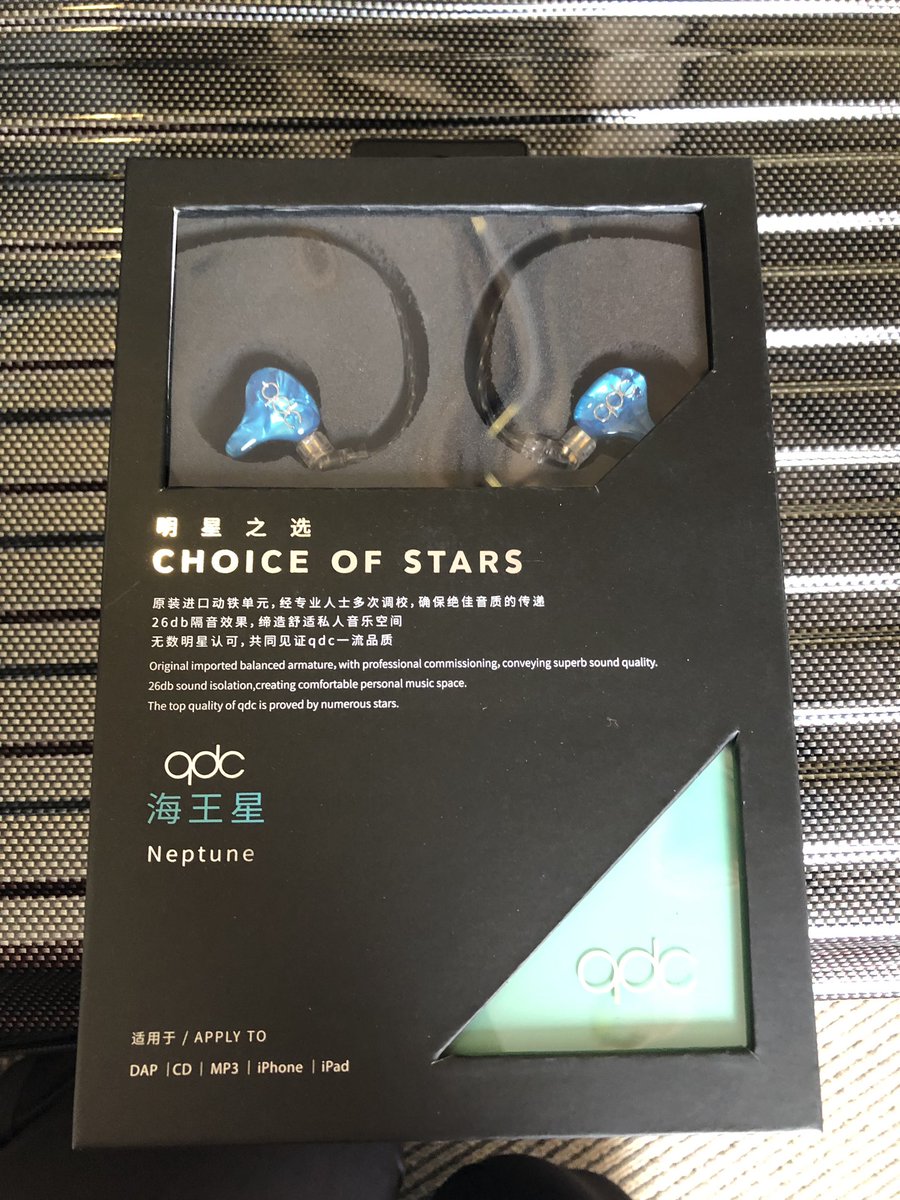 qdc
qdc
明星之选
CHOICE OF STARS
原装进口动铁单元,经专业人士多次调校,确保绝佳音质的传递
26db隔音效果,缔造舒适私人音乐空间
无数明星认可,共同见证qdc一流品质
Original imported balanced armature, with professional commissioning, conveying superb sound quality.
26db sound isolation,creating comfortable personal music space.
The top quality of qdc is proved by numerous stars.
qdc
海王星
Neptune
qdc
适用于 / APPLY TO
DAP | CD | MP3 | iPhone | iPad